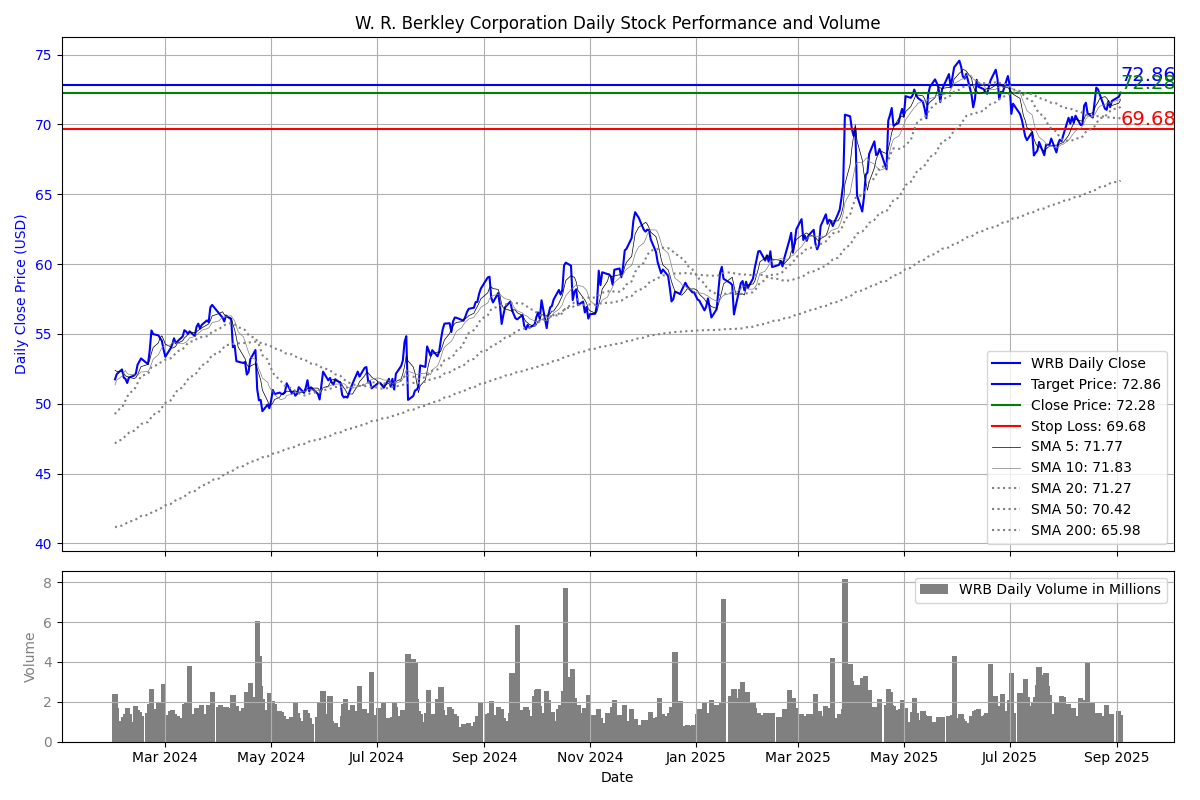 W. R. Berkley Corporation Daily Stock Performance and Volume
Daily Close Price (USD)
75
70
65
60
55
50
45
40
72.86
72.28
69.68
WRB Daily Close
Target Price: 72.86
Close Price: 72.28
Stop Loss: 69.68
SMA 5: 71.77
SMA 10: 71.83
SMA 20: 71.27
SMA 50: 70.42
SMA 200: 65.98
Volume
8
6
4
2
0
WRB Daily Volume in Millions
Mar 2024 May 2024 Jul 2024 Sep 2024 Nov 2024 Jan 2025 Mar 2025 May 2025 Jul 2025 Sep 2025
Date